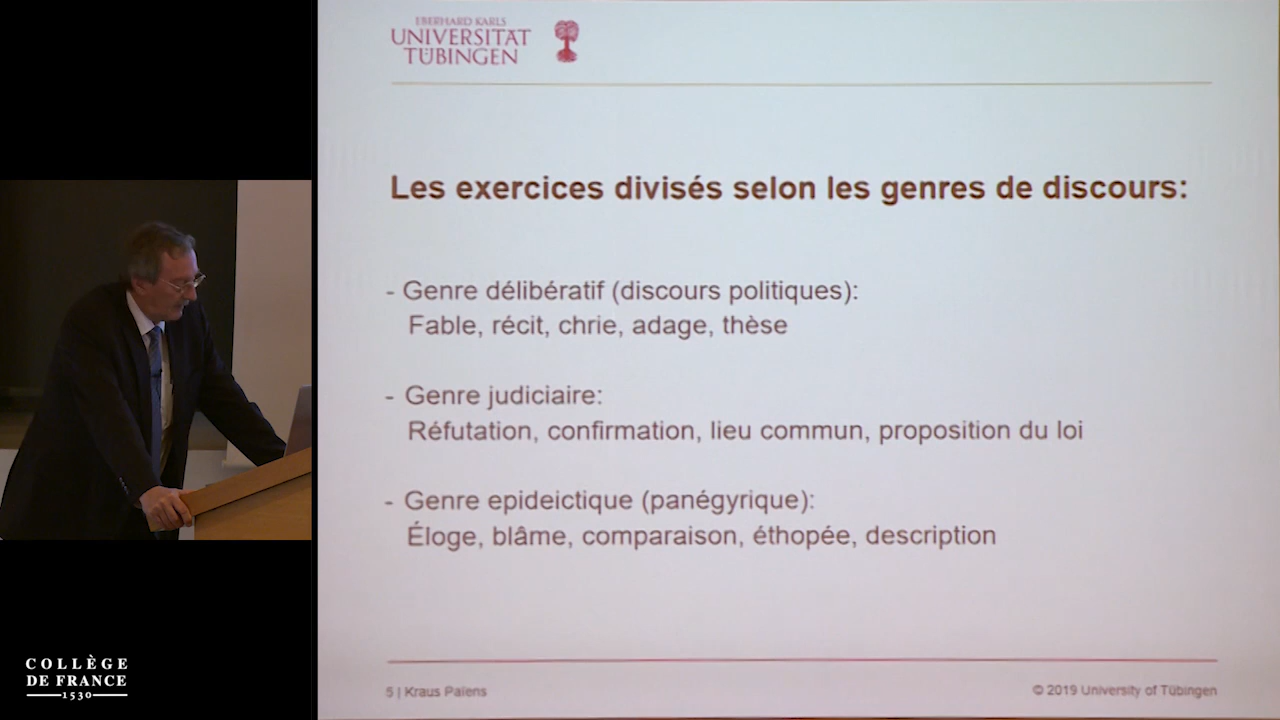 EBERHARD KARLS
UNIVERSITÄT
TÜBINGEN
Les exercices divisés selon les genres de discours:
- Genre délibératif (discours politiques):
Fable, récit, chrie, adage, thèse
- Genre judiciaire:
Réfutation, confirmation, lieu commun, proposition du loi
- Genre epideictique (panégyrique):
Éloge, blâme, comparaison, éthopée, description
5 | Kraus Païens
© 2019 University of Tübingen
COLLÈGE
DE FRANCE
1530